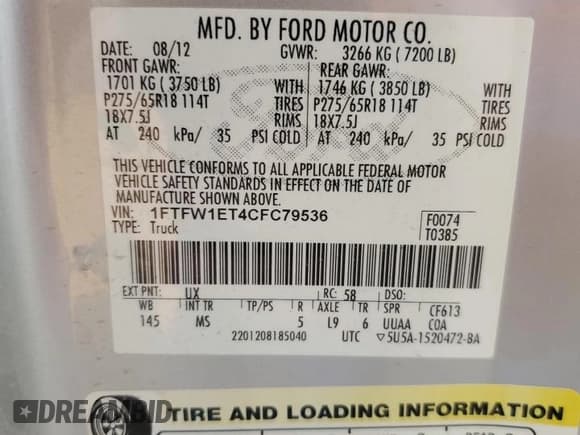 MFD. BY FORD MOTOR CO.
DATE: 08/12 GVWR: 3266 KG ( 7200 LB)
FRONT GAWR: REAR GAWR:
1701 KG ( 3750 LB) WITH 1746 KG ( 3850 LB) WITH
P275/65R18 114T TIRES P275/65R18 114T TIRES
18X7.5J RIMS 18X7.5J RIMS
AT 240 kPa/ 35 PSI COLD AT 240 kPa/ 35 PSI COLD
THIS VEHICLE CONFORMS TO ALL APPLICABLE FEDERAL MOTOR
VEHICLE SAFETY STANDARDS IN EFFECT ON THE DATE OF
MANUFACTURE SHOWN ABOVE.
VIN: 1FTFW1ET4CFC79536 F0074
TYPE: Truck T0385
EXT PNT: UX RC: 58 DSO:
WB INT TR TP/PS R AXLE TR SPR CF613
145 MS 5 L9 6 UUAA COA
2201208185040 UTC ▽5U5A-1520472-BA
Ford
TIRE AND LOADING INFORMATION
DREAMBID